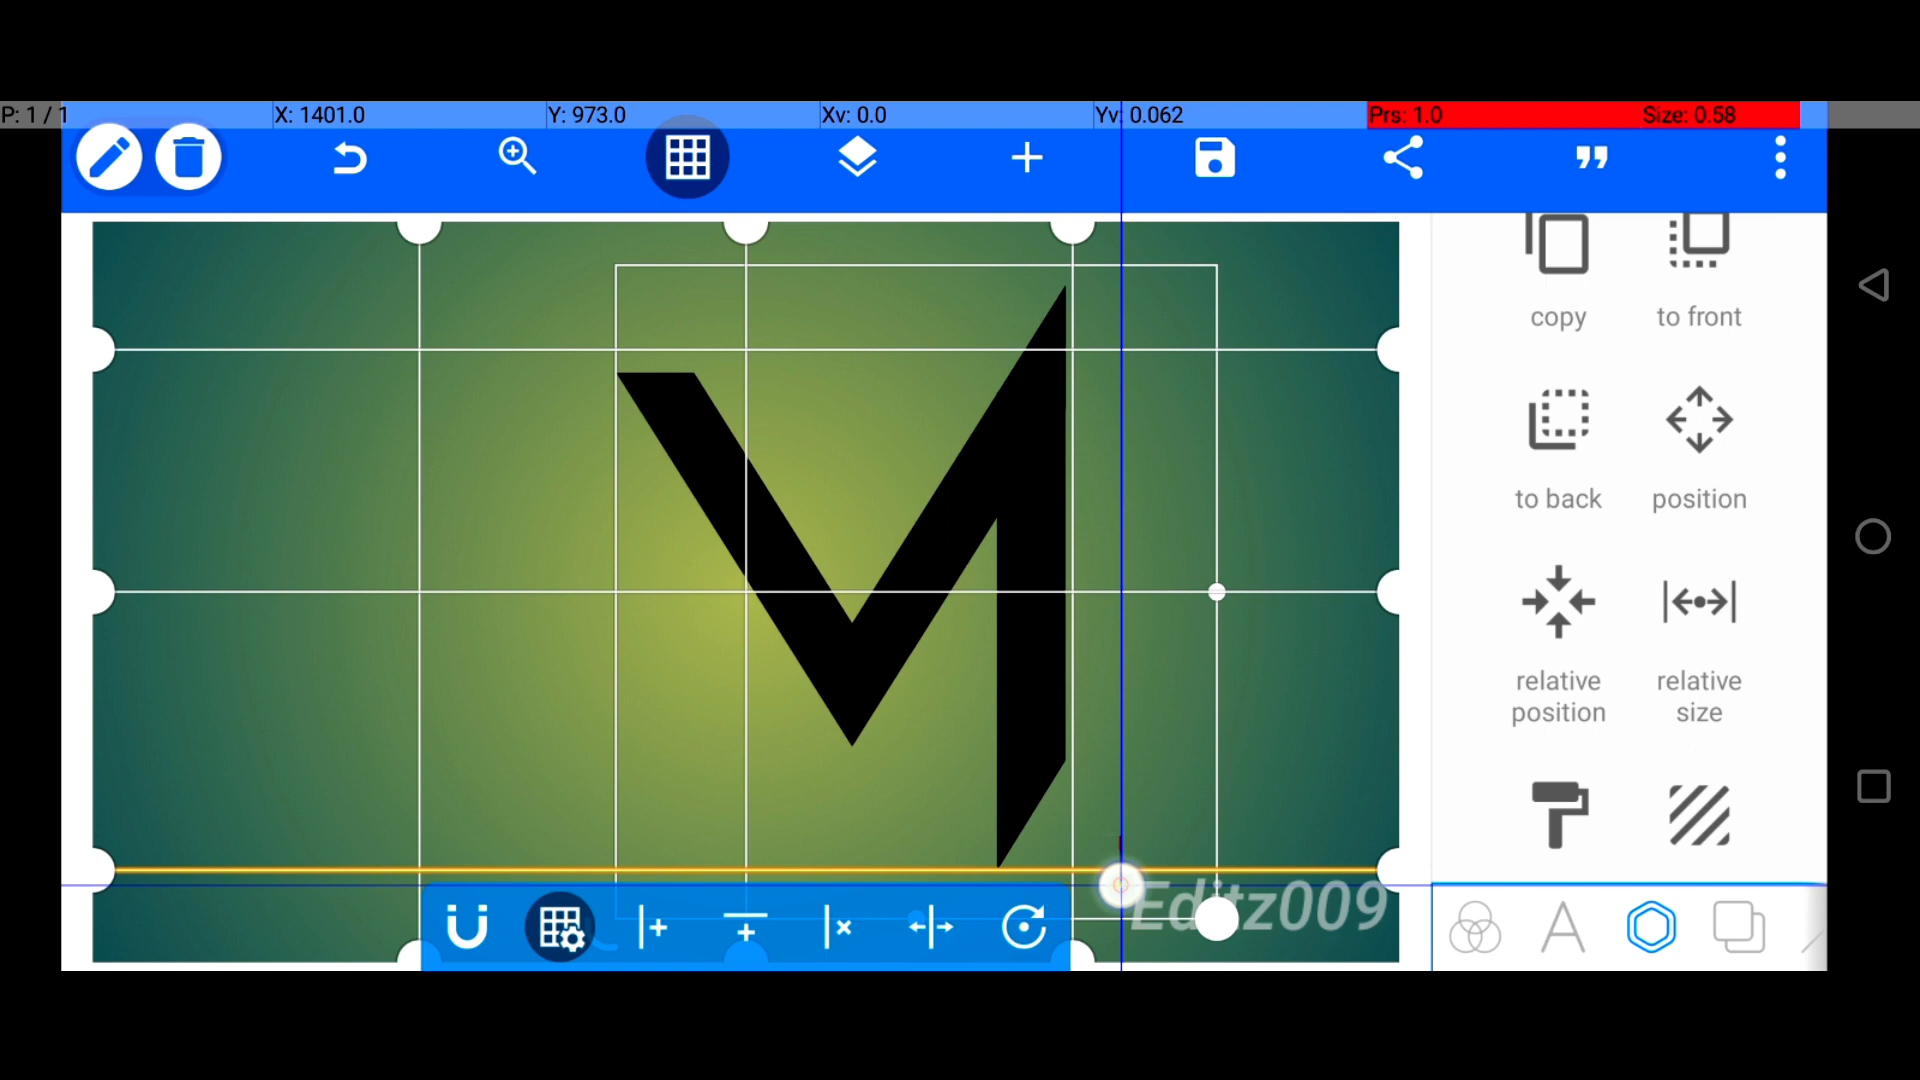 P: 1 / 1 X: 1401.0 Y: 973.0 Xv: 0.0 Yv: 0.062 Prs: 1.0 Size: 0.58
copy to front
to back position
relative position relative size
Editz009